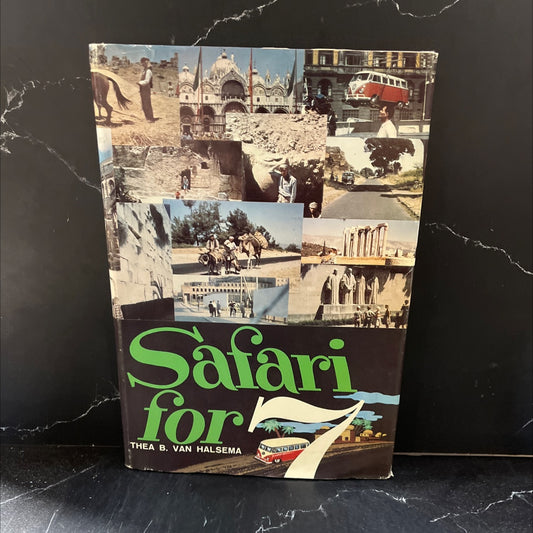 Safari
for 7
THEA B. VAN HALSEMA